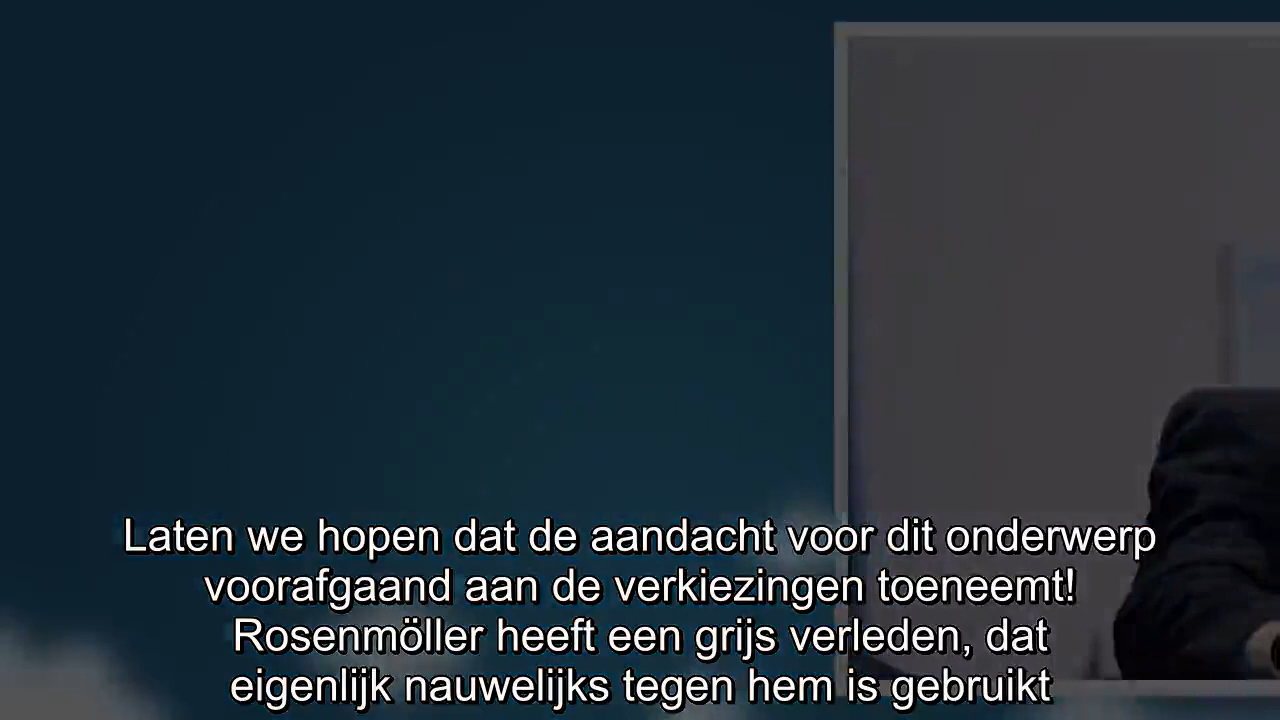 Laten we hopen dat de aandacht voor dit onderwerp
voorafgaand aan de verkiezingen toeneemt!
Rosenmöller heeft een grijs verleden, dat
eigenlijk nauwelijks tegen hem is gebruikt